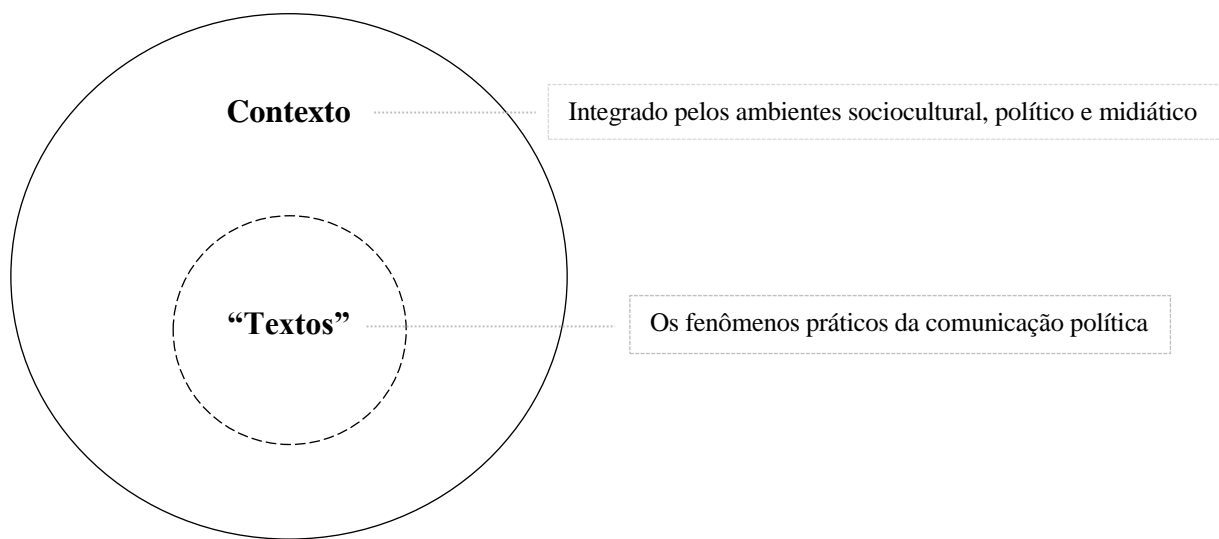 Contexto
Integrado pelos ambientes sociocultural, político e midiático
“Textos”
Os fenômenos práticos da comunicação política